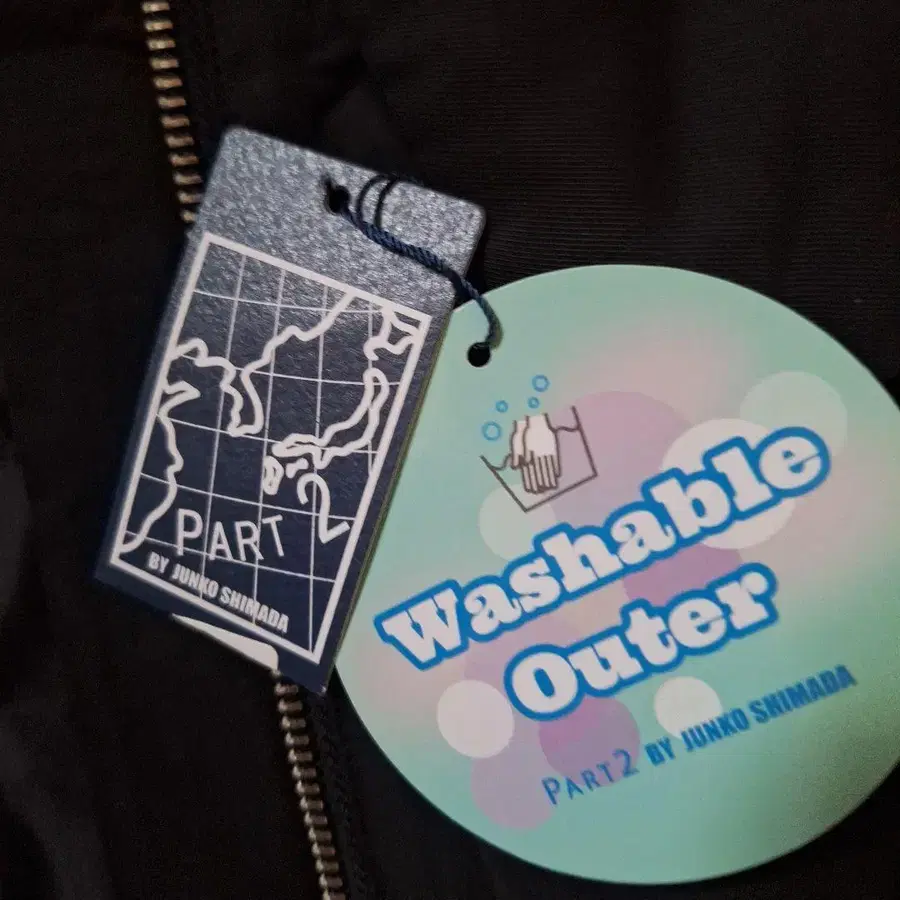 PART 2
BY JUNKO SHIMADA
Washable
Outer
PART2 BY JUNKO SHIMADA